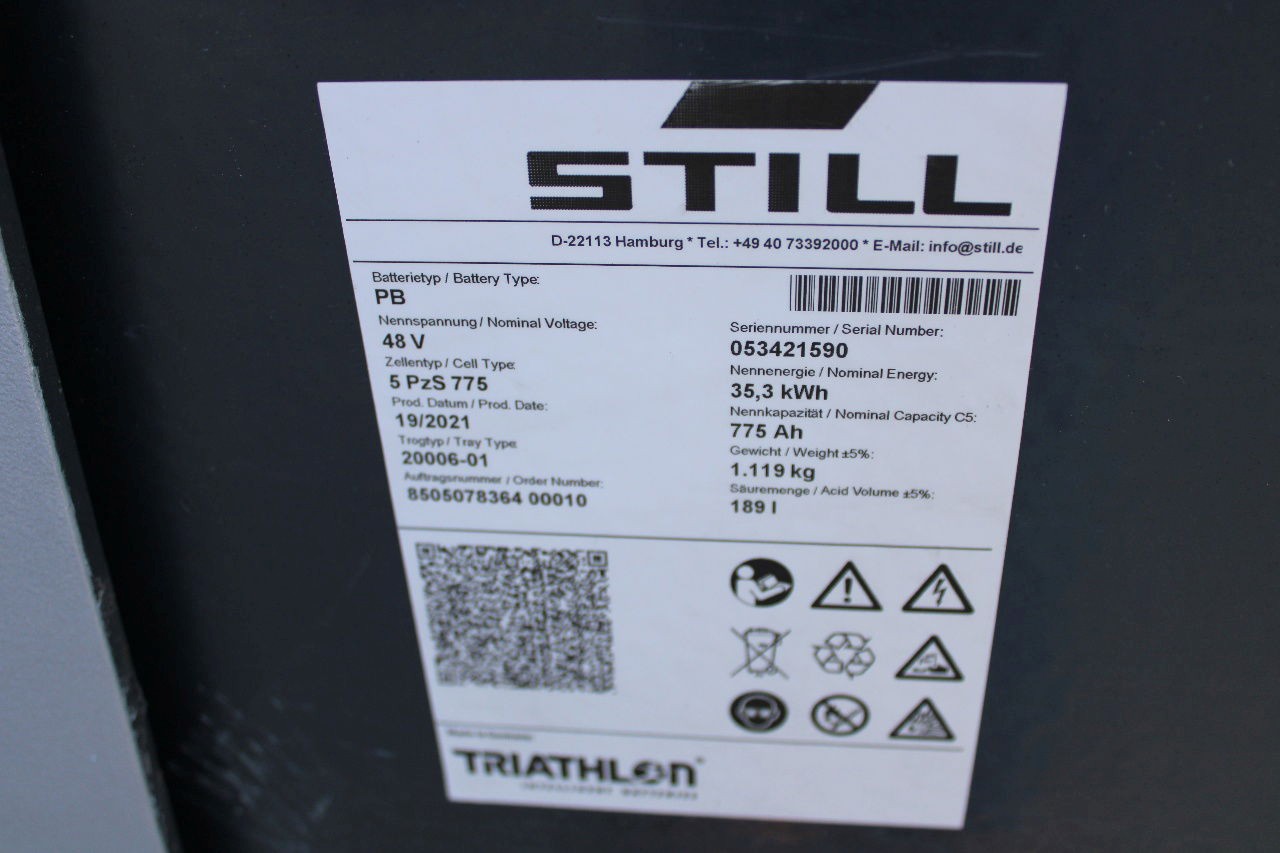 STILL
D-22113 Hamburg * Tel.: +49 40 73392000 * E-Mail: info@still.de
Batterietyp / Battery Type:
PB
Nennspannung / Nominal Voltage:
48 V
Zellentyp / Cell Type:
5 PzS 775
Prod. Datum / Prod. Date:
19/2021
Trogtyp / Tray Type:
20006-01
Auftragsnummer / Order Number:
8505078364 00010
Seriennummer / Serial Number:
053421590
Nennenergie / Nominal Energy:
35,3 kWh
Nennkapazität / Nominal Capacity C5:
775 Ah
Gewicht / Weight ±5%:
1.119 kg
Säuremenge / Acid Volume ±5%:
189 l
TRIATHLON
INTELLIGENT BATTERIES